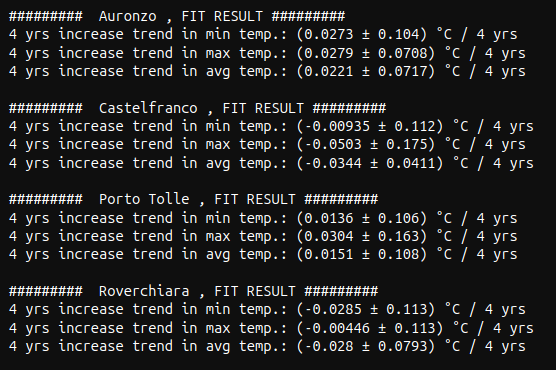 #########  Auronzo , FIT RESULT #########
4 yrs increase trend in min temp.: (0.0273 ± 0.104) °C / 4 yrs
4 yrs increase trend in max temp.: (0.0279 ± 0.0708) °C / 4 yrs
4 yrs increase trend in avg temp.: (0.0221 ± 0.0717) °C / 4 yrs
#########  Castelfranco , FIT RESULT #########
4 yrs increase trend in min temp.: (-0.00935 ± 0.112) °C / 4 yrs
4 yrs increase trend in max temp.: (-0.0503 ± 0.175) °C / 4 yrs
4 yrs increase trend in avg temp.: (-0.0344 ± 0.0411) °C / 4 yrs
#########  Porto Tolle , FIT RESULT #########
4 yrs increase trend in min temp.: (0.0136 ± 0.106) °C / 4 yrs
4 yrs increase trend in max temp.: (0.0304 ± 0.163) °C / 4 yrs
4 yrs increase trend in avg temp.: (0.0151 ± 0.108) °C / 4 yrs
#########  Roverchiara , FIT RESULT #########
4 yrs increase trend in min temp.: (-0.0285 ± 0.113) °C / 4 yrs
4 yrs increase trend in max temp.: (-0.00446 ± 0.113) °C / 4 yrs
4 yrs increase trend in avg temp.: (-0.028 ± 0.0793) °C / 4 yrs